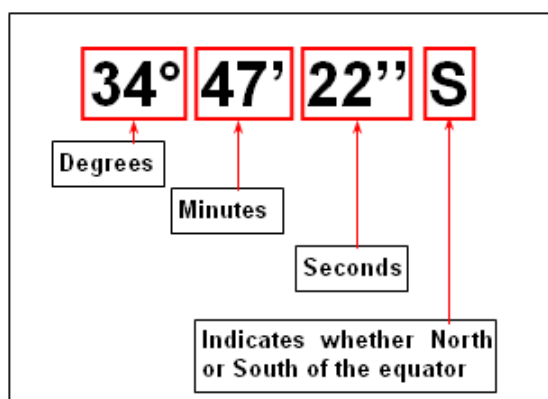 34° 47’ 22’’ S
Degrees
Minutes
Seconds
Indicates whether North
or South of the equator